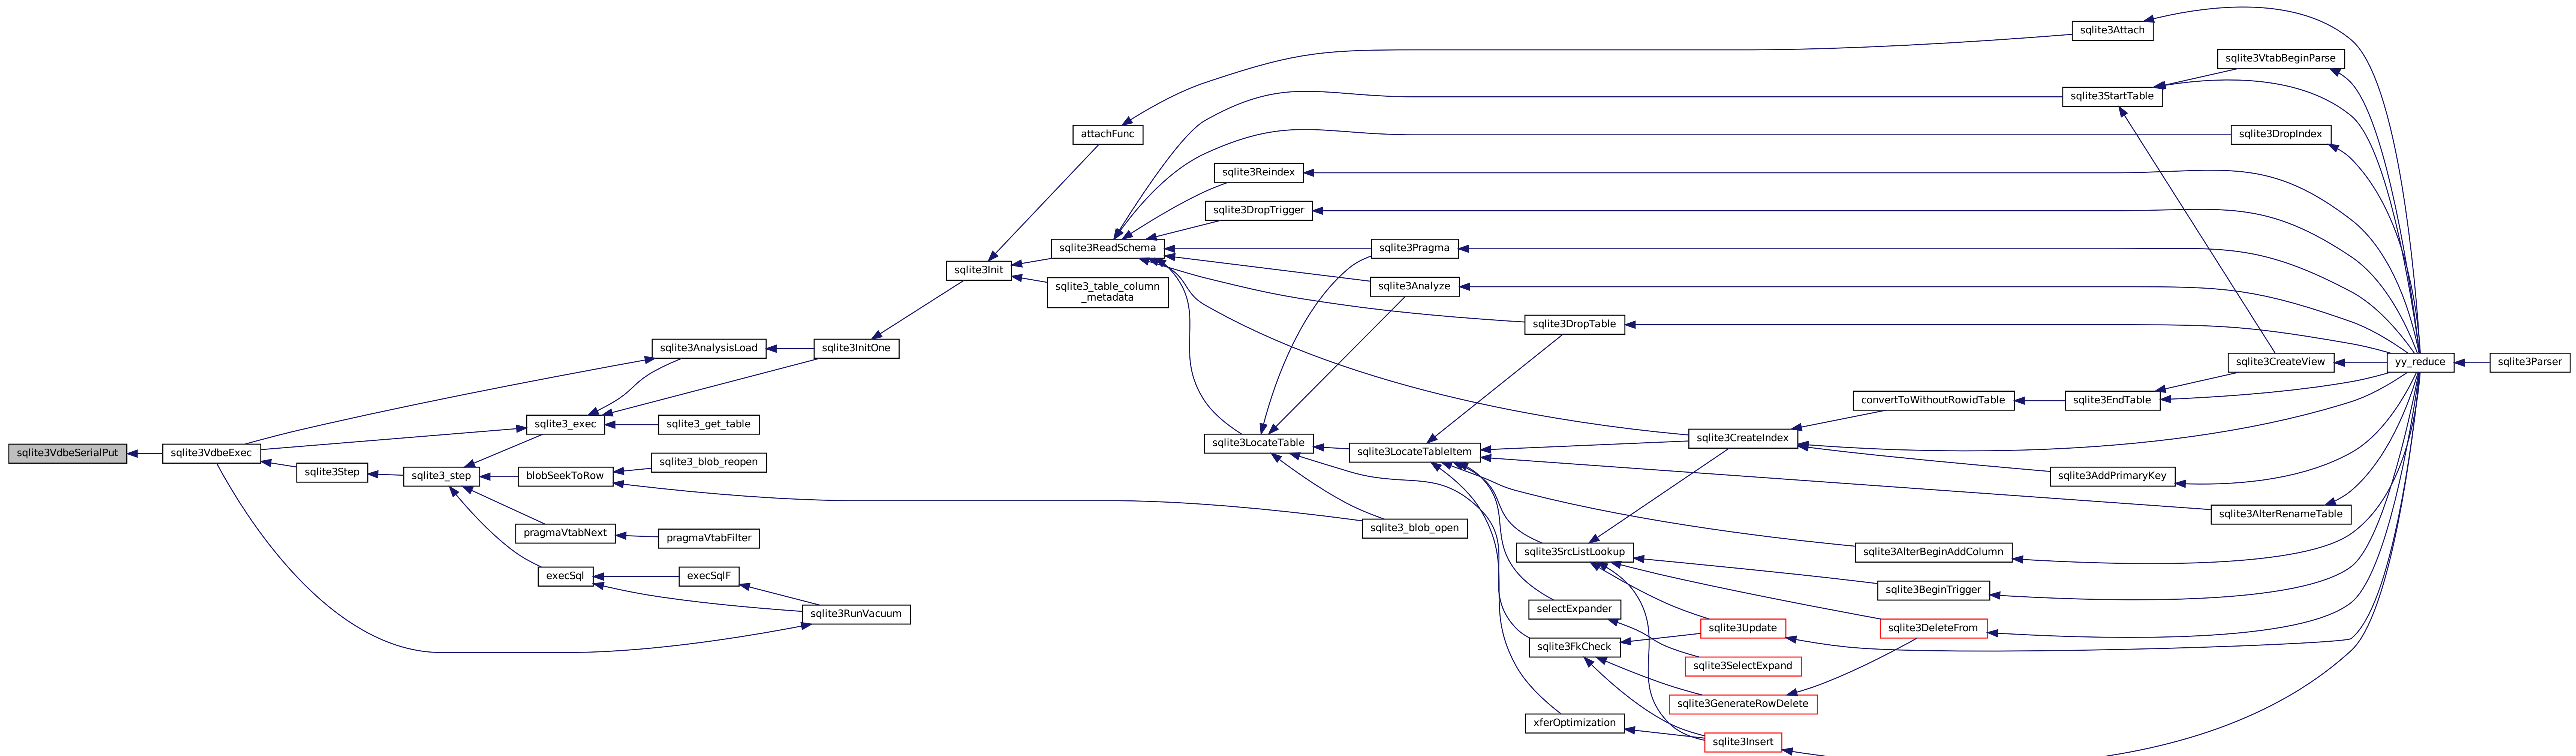 sqlite3Attach
sqlite3VtabBeginParse
sqlite3StartTable
attachFunc
sqlite3DropIndex
sqlite3Reindex
sqlite3DropTrigger
sqlite3ReadSchema
sqlite3Pragma
sqlite3Init
sqlite3_table_column
_metadata
sqlite3Analyze
sqlite3DropTable
sqlite3AnalysisLoad
sqlite3InitOne
sqlite3CreateView
yy_reduce
sqlite3Parser
convertToWithoutRowidTable
sqlite3EndTable
sqlite3_exec
sqlite3_get_table
sqlite3CreateIndex
sqlite3LocateTable
sqlite3LocateTableItem
sqlite3VdbeSerialPut
sqlite3VdbeExec
sqlite3_blob_reopen
sqlite3Step
sqlite3_step
blobSeekToRow
sqlite3AddPrimaryKey
sqlite3AlterRenameTable
sqlite3_blob_open
pragmaVtabNext
pragmaVtabFilter
sqlite3SrcListLookup
sqlite3AlterBeginAddColumn
execSql
execSqlF
sqlite3BeginTrigger
selectExpander
sqlite3RunVacuum
sqlite3Update
sqlite3DeleteFrom
sqlite3FkCheck
sqlite3SelectExpand
sqlite3GenerateRowDelete
xferOptimization
sqlite3Insert